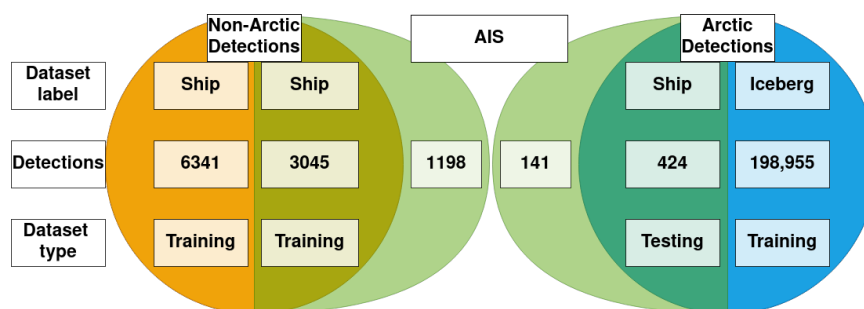 Non-Arctic
Detections
AIS
Arctic
Detections
Dataset
label
Ship
Ship
Ship
Iceberg
Detections
6341
3045
1198
141
424
198,955
Dataset
type
Training
Training
Testing
Training